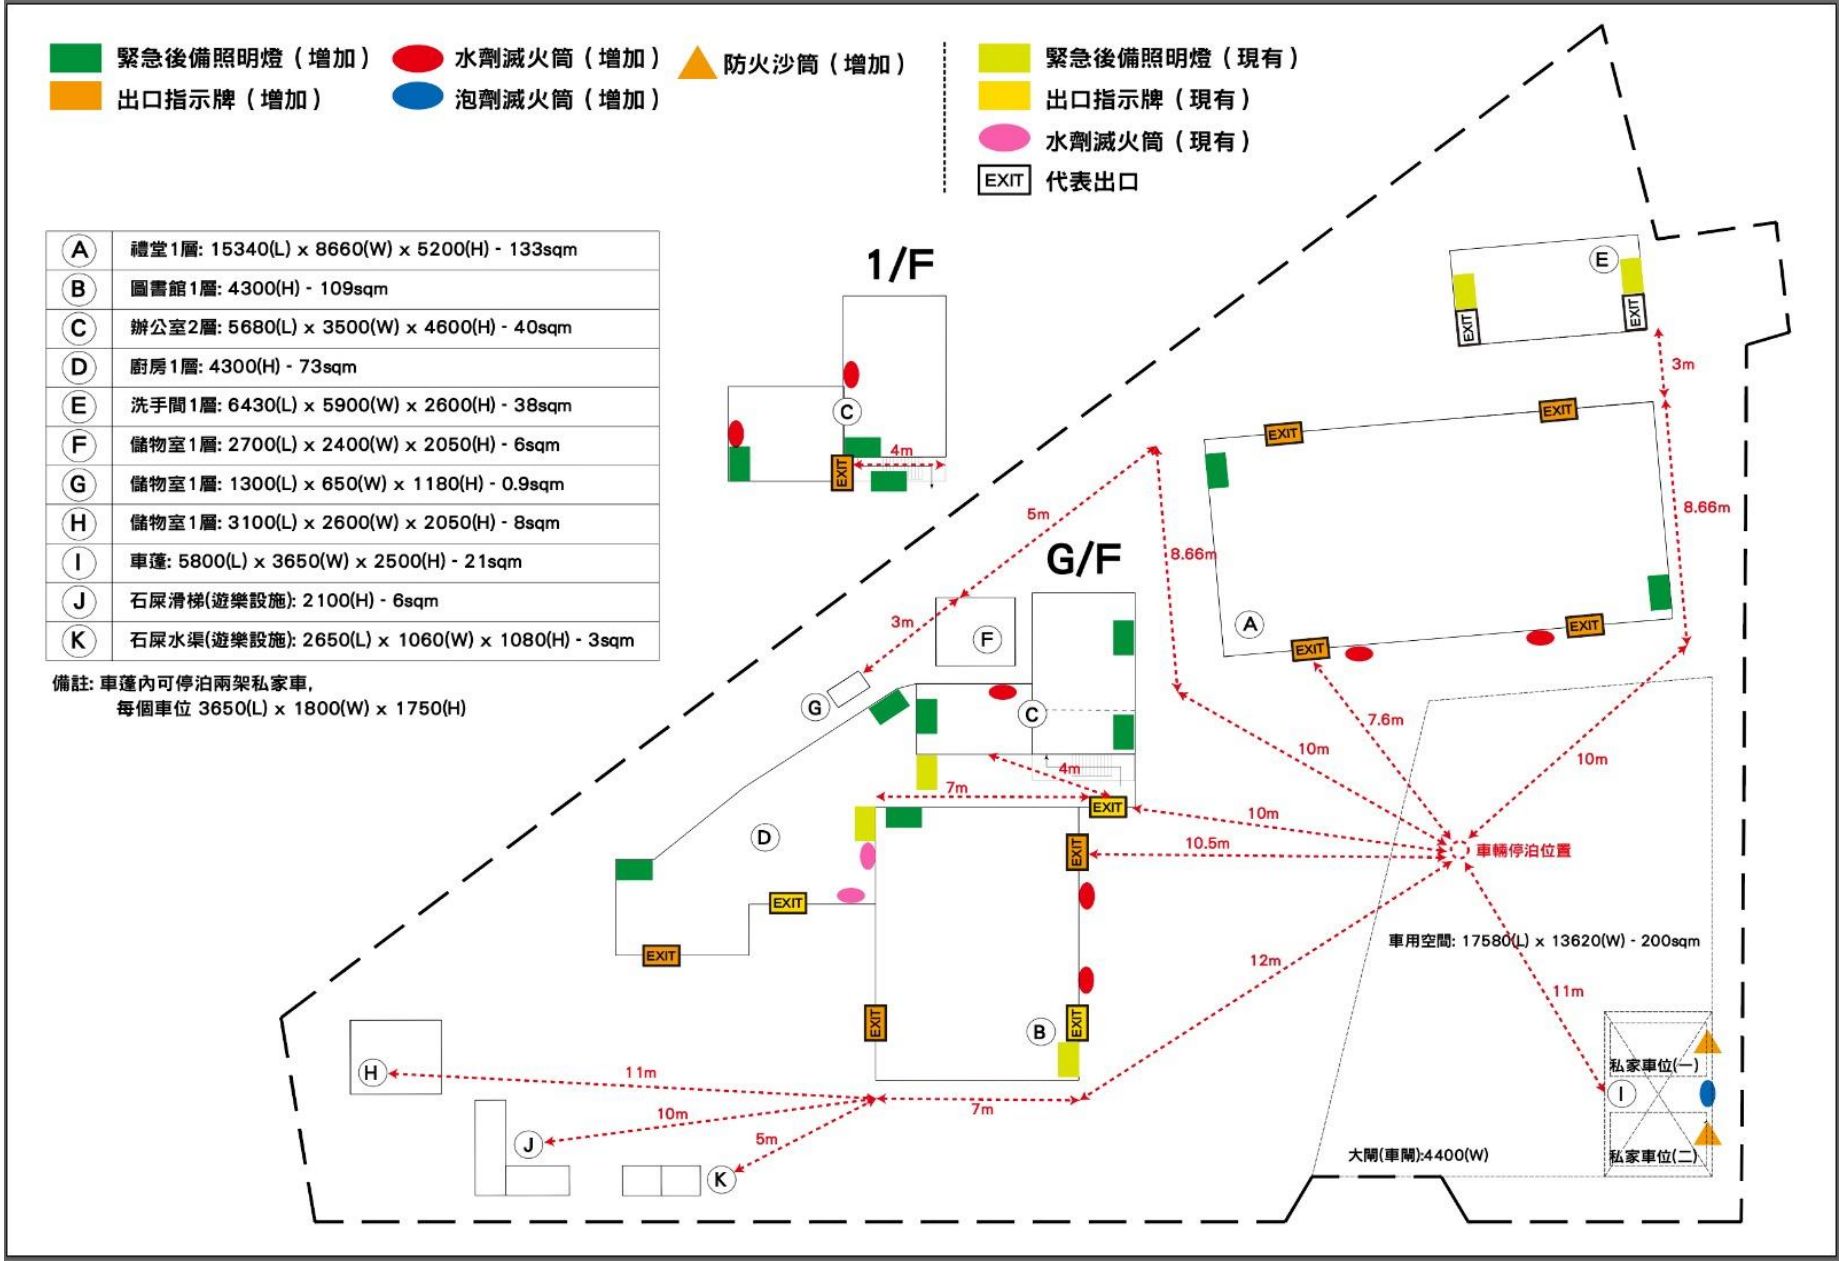 緊急後備照明燈（增加）
水劑滅火筒（增加）
防火沙筒（增加）
出口指示牌（增加）
泡劑滅火筒（增加）
緊急後備照明燈（現有）
出口指示牌（現有）
水劑滅火筒（現有）
EXIT 代表出口
A 禮堂1層: 15340(L) x 8660(W) x 5200(H) - 133sqm
B 圖書館1層: 4300(H) - 109sqm
C 辦公室2層: 5680(L) x 3500(W) x 4600(H) - 40sqm
D 廚房1層: 4300(H) - 73sqm
E 洗手間1層: 6430(L) x 5900(W) x 2600(H) - 38sqm
F 儲物室1層: 2700(L) x 2400(W) x 2050(H) - 6sqm
G 儲物室1層: 1300(L) x 650(W) x 1180(H) - 0.9sqm
H 儲物室1層: 3100(L) x 2600(W) x 2050(H) - 8sqm
I 車蓬: 5800(L) x 3650(W) x 2500(H) - 21sqm
J 石屎滑梯(遊樂設施): 2100(H) - 6sqm
K 石屎水渠(遊樂設施): 2650(L) x 1060(W) x 1080(H) - 3sqm
備註: 車蓬內可停泊兩架私家車,
每個車位 3650(L) x 1800(W) x 1750(H)
1/F
C
4m
EXIT
E
EXIT
EXIT
3m
EXIT
EXIT
8.66m
5m
8.66m
G/F
A
EXIT
EXIT
3m
F
G
C
7.6m
10m
10m
4m
7m
EXIT
10m
10.5m
EXIT
車輛停泊位置
D
EXIT
EXIT
車用空間: 17580(L) x 13620(W) - 200sqm
12m
11m
EXIT
B
EXIT
H
11m
私家車位(一)
I
7m
10m
J
5m
K
大閘(車閘):4400(W)
私家車位(二)